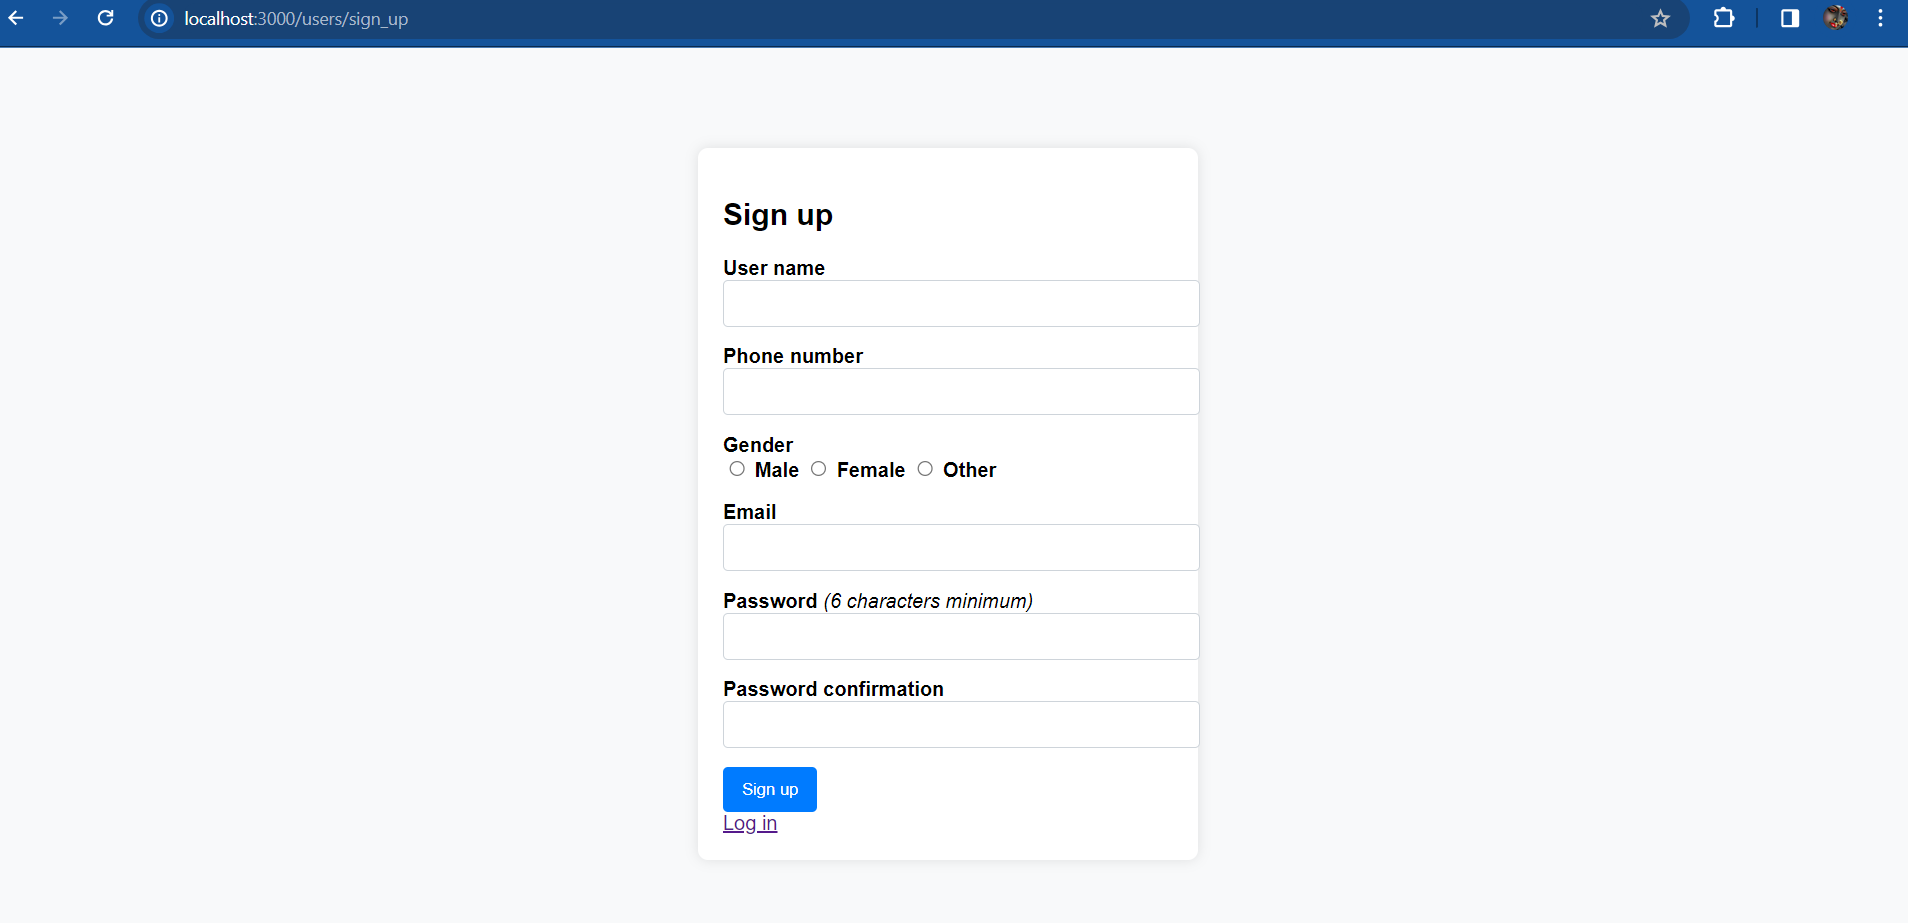 localhost:3000/users/sign_up
Sign up
User name
Phone number
Gender
Male Female Other
Email
Password (6 characters minimum)
Password confirmation
Sign up
Log in